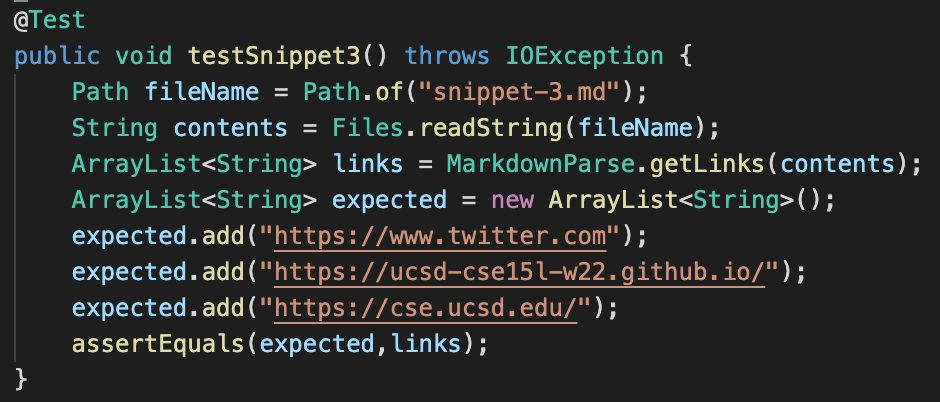 @Test
public void testSnippet3() throws IOException {
    Path fileName = Path.of("snippet-3.md");
    String contents = Files.readString(fileName);
    ArrayList<String> links = MarkdownParse.getLinks(contents);
    ArrayList<String> expected = new ArrayList<String>();
    expected.add("https://www.twitter.com");
    expected.add("https://ucsd-cse15l-w22.github.io/");
    expected.add("https://cse.ucsd.edu/");
    assertEquals(expected,links);
}